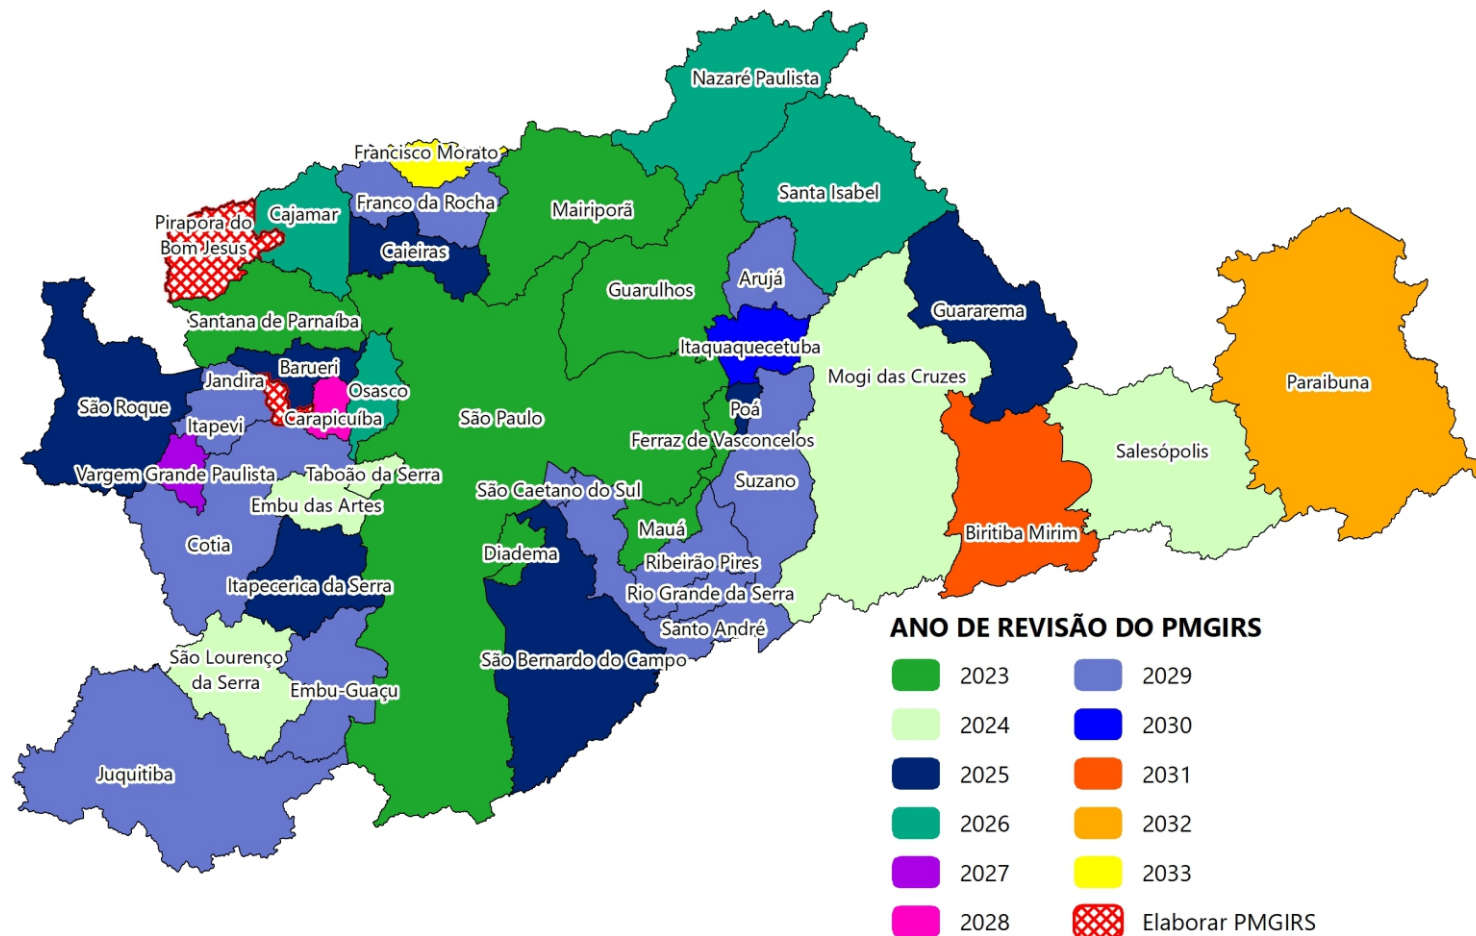 Nazaré Paulista
Francisco Morato
Santa Isabel
Franco da Rocha
Mairiporã
Cajamar
Pirapora do
Bom Jesus
Caieiras
Arujá
Guarulhos
Guararema
Santana de Parnaíba
Itaquaquecetuba
Barueri
Jandira
Osasco
Mogi das Cruzes
Paraibuna
São Roque
Poá
Carapicuíba
São Paulo
Itapevi
Ferraz de Vasconcelos
Salesópolis
Vargem Grande Paulista
Taboão da Serra
Suzano
São Caetano do Sul
Embu das Artes
Mauá
Biritiba Mirim
Cotia
Diadema
Ribeirão Pires
Itapecerica da Serra
Rio Grande da Serra
Santo André
São Lourenço
da Serra
São Bernardo do Campo
Embu-Guaçu
Juquitiba
ANO DE REVISÃO DO PMGIRS
2023
2024
2025
2026
2027
2028
2029
2030
2031
2032
2033
Elaborar PMGIRS